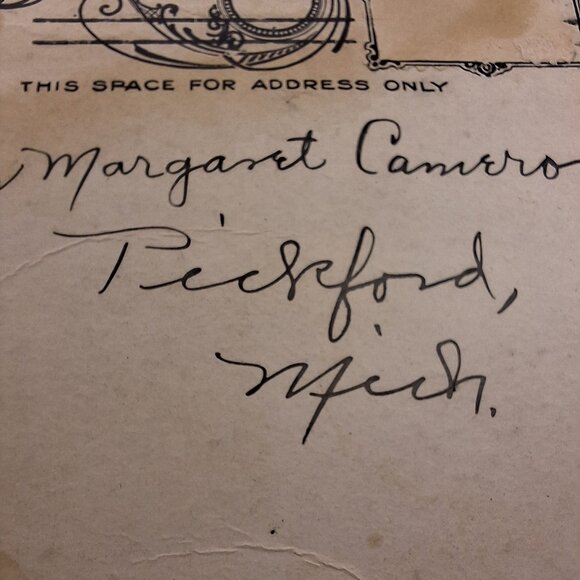 THIS SPACE FOR ADDRESS ONLY
Margaret Camero
Pickford,
Mich.